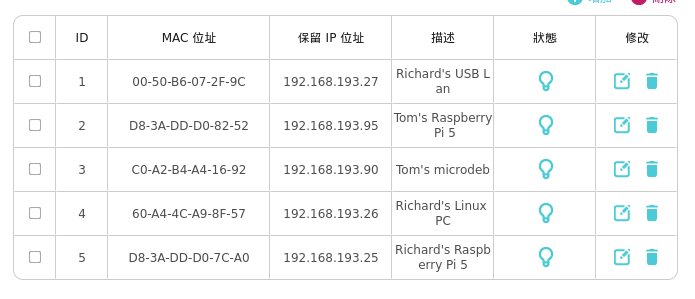 ID MAC 位址 保留 IP 位址 描述 狀態 修改
1 00-50-B6-07-2F-9C 192.168.193.27 Richard's USB L
an
2 D8-3A-DD-D0-82-52 192.168.193.95 Tom's Raspberry
Pi 5
3 C0-A2-B4-A4-16-92 192.168.193.90 Tom's microdeb
4 60-A4-4C-A9-8F-57 192.168.193.26 Richard's Linux
PC
5 D8-3A-DD-D0-7C-A0 192.168.193.25 Richard's Raspb
erry Pi 5